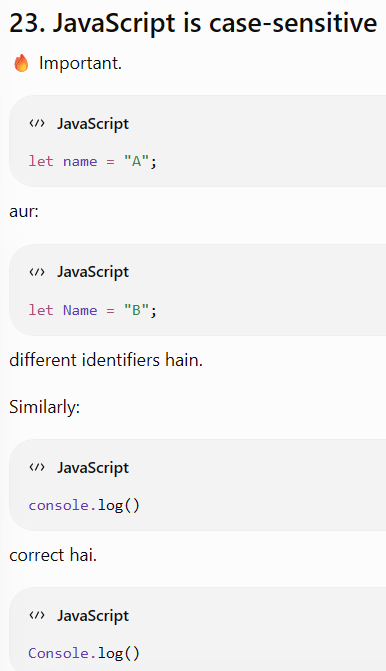 23. JavaScript is case-sensitive
🔥 Important.
</> JavaScript
let name = "A";
aur:
</> JavaScript
let Name = "B";
different identifiers hain.
Similarly:
</> JavaScript
console.log()
correct hai.
</> JavaScript
Console.log()